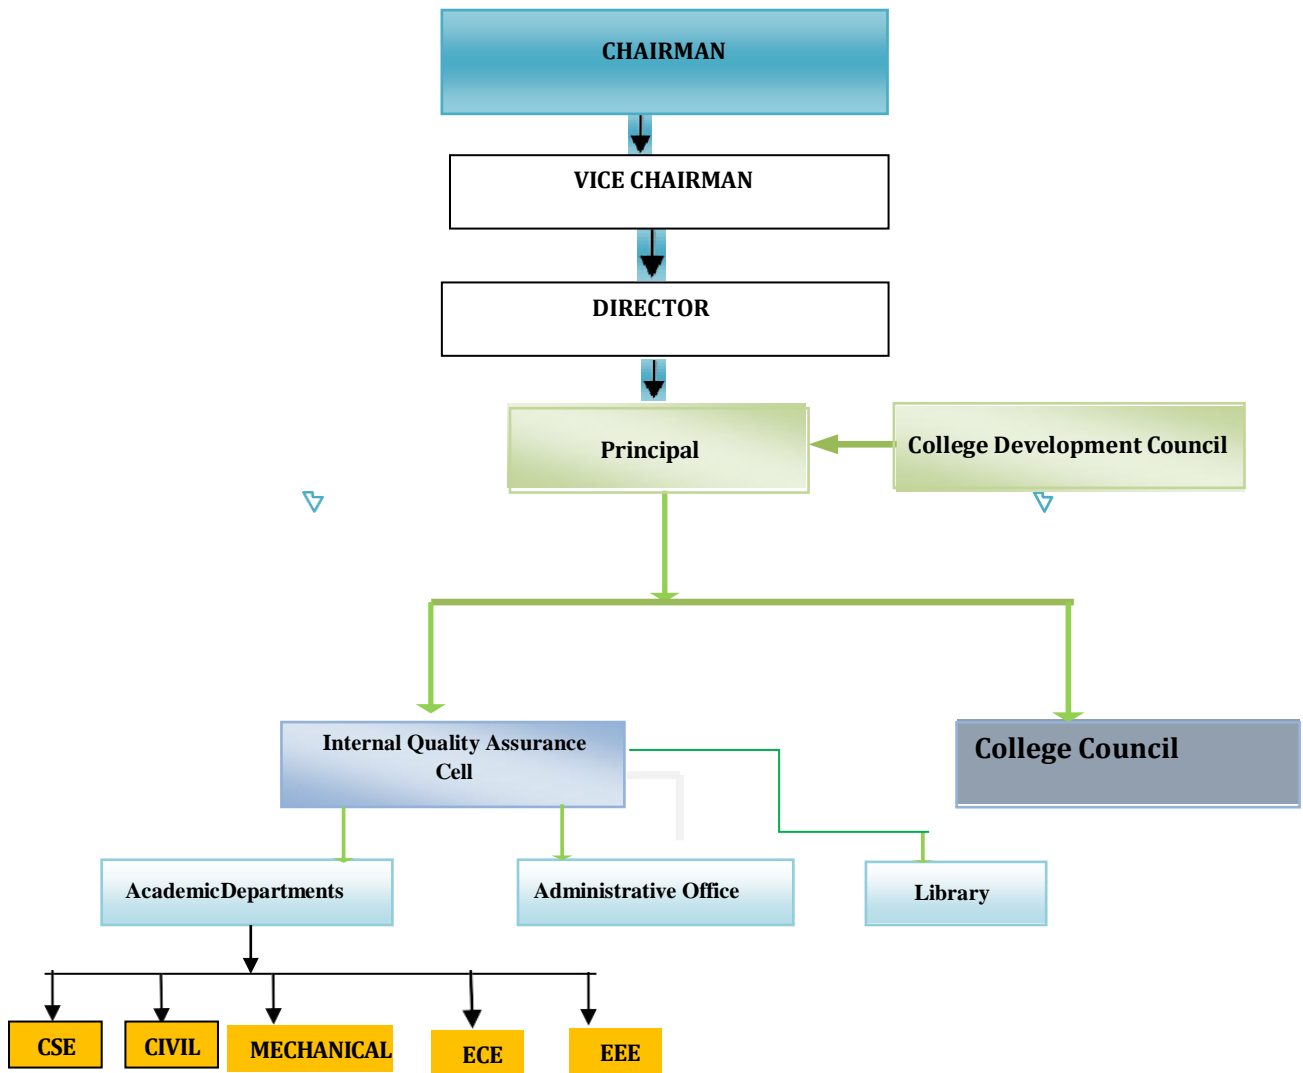 CHAIRMAN
VICE CHAIRMAN
DIRECTOR
Principal
College Development Council
Internal Quality Assurance
Cell
College Council
AcademicDepartments
Administrative Office
Library
CSE
CIVIL
MECHANICAL
ECE
EEE